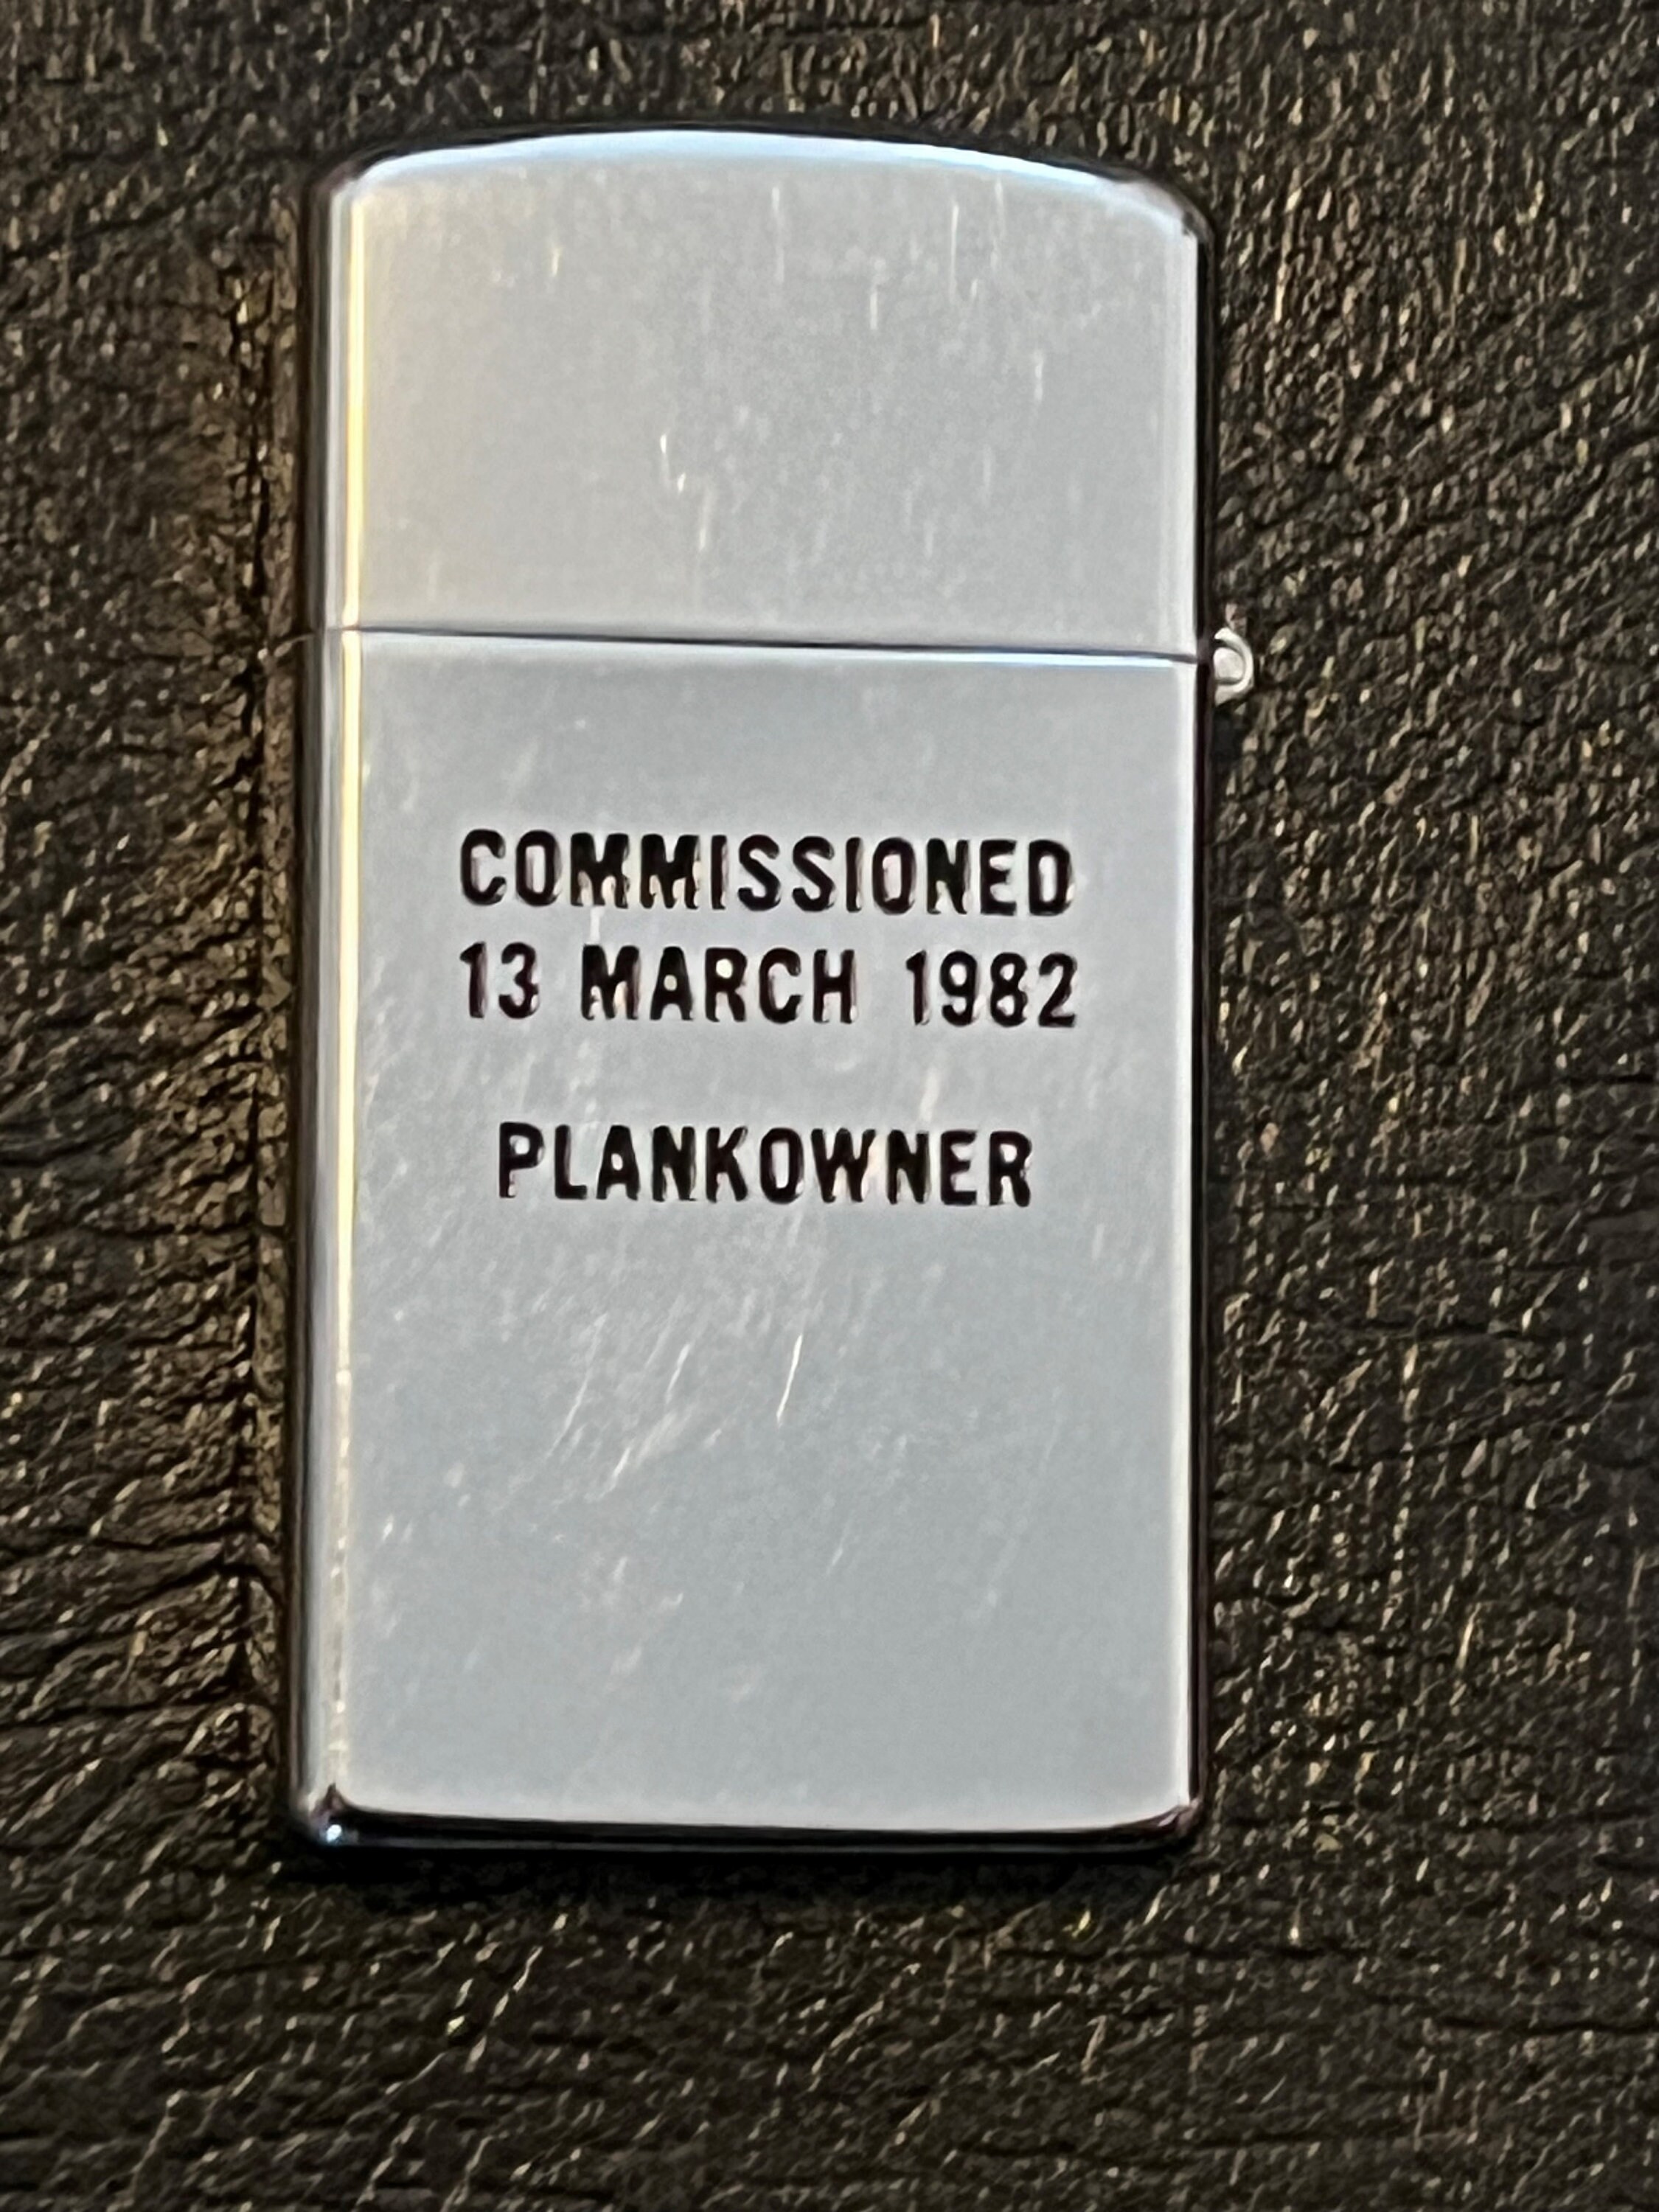 COMMISSIONED
13 MARCH 1982
PLANKOWNER